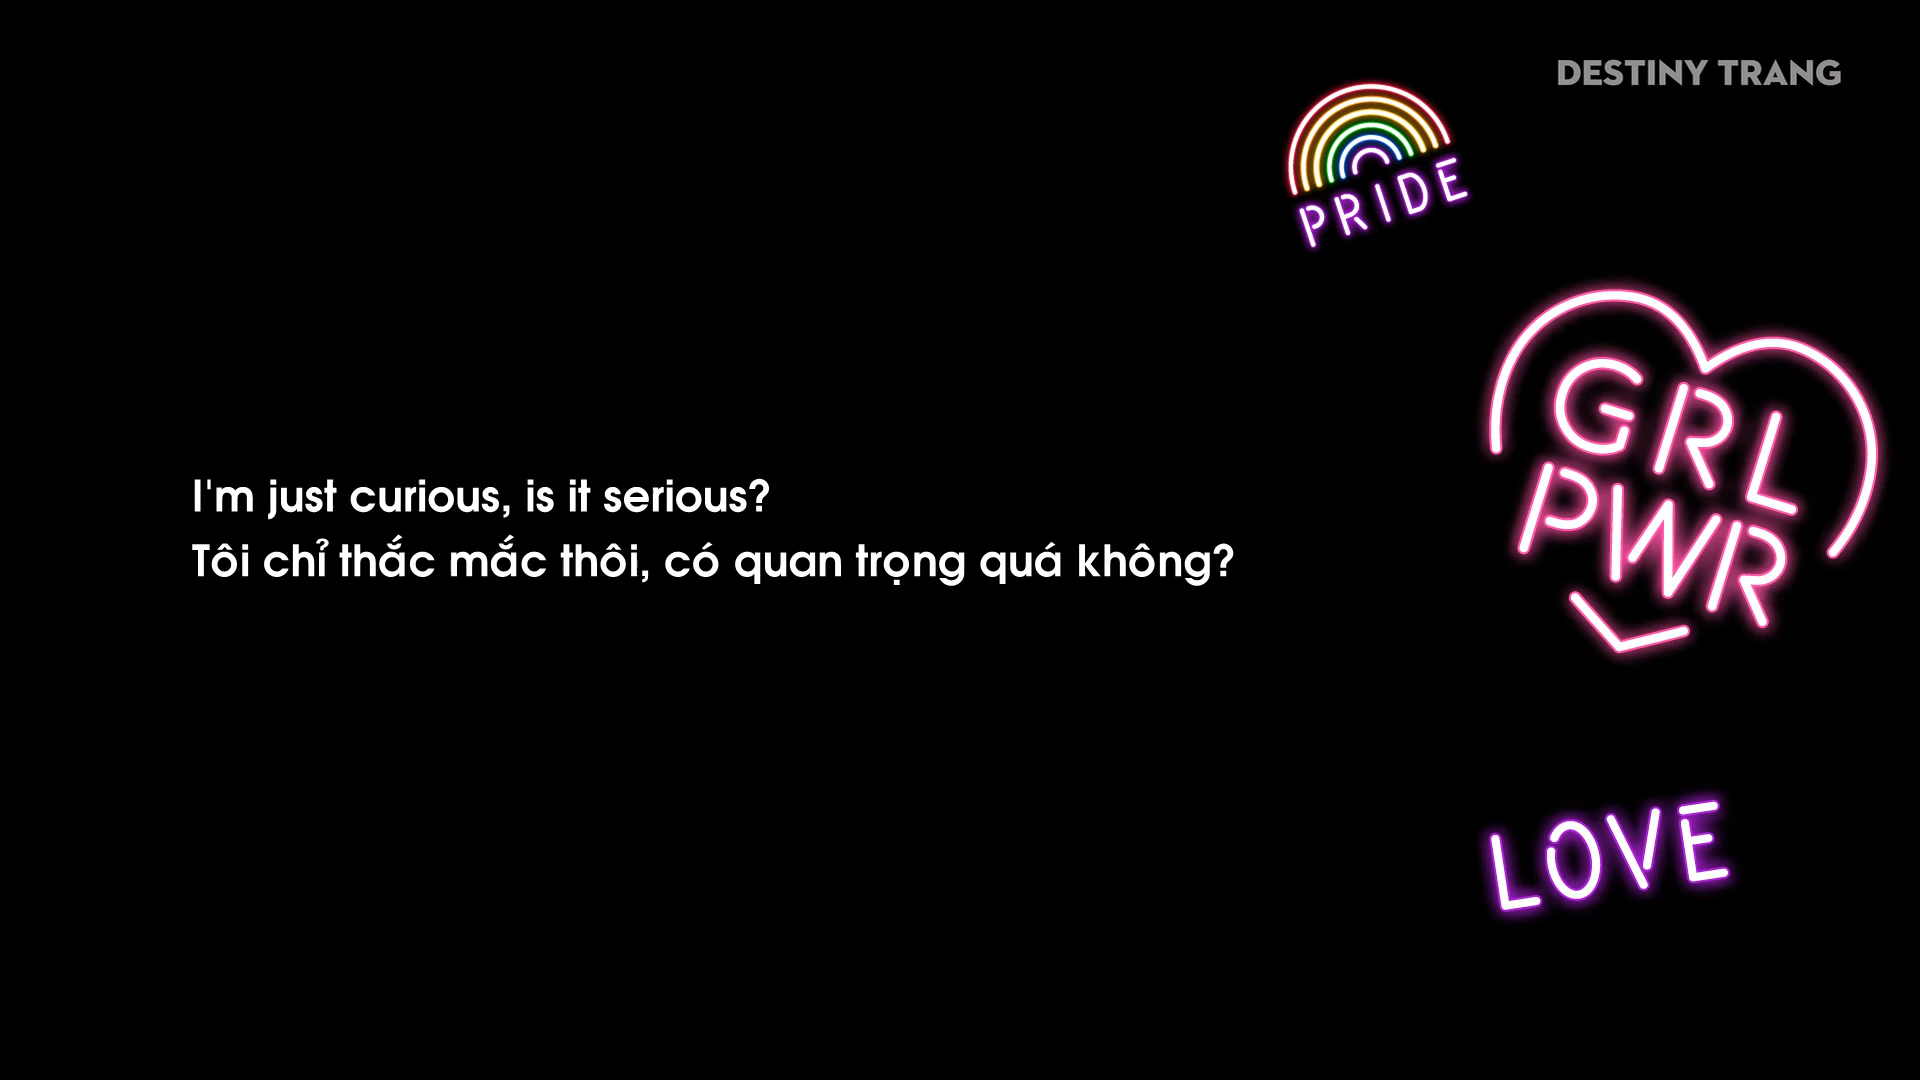 DESTINY TRANG
PRIDE
GRL
PWR
I'm just curious, is it serious?
Tôi chỉ thắc mắc thôi, có quan trọng quá không?
LOVE